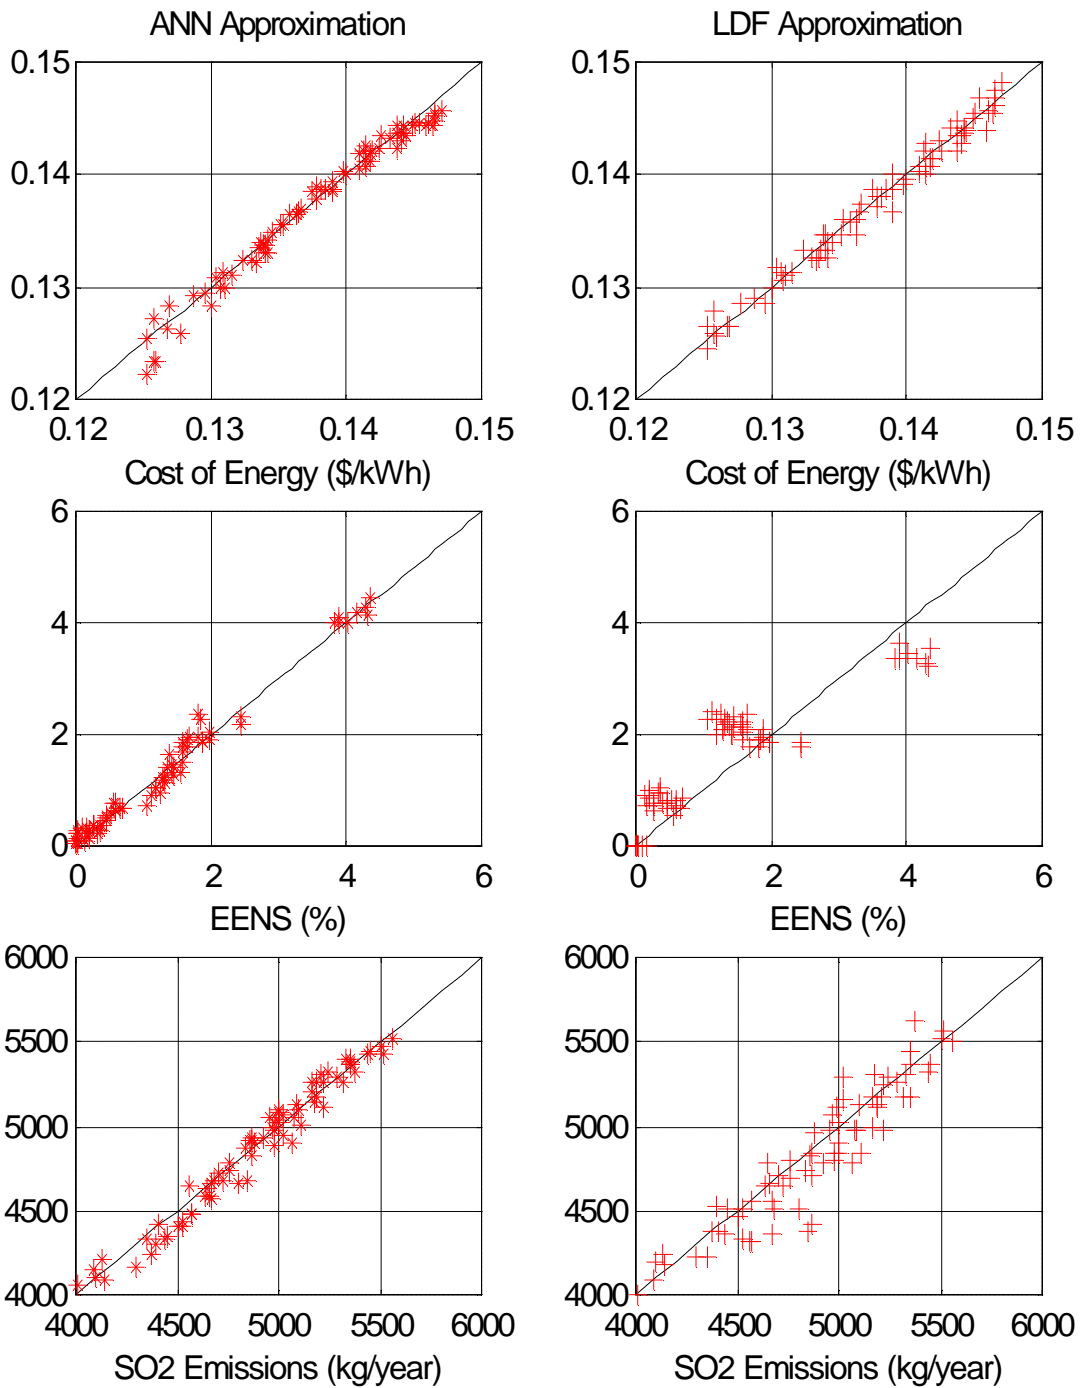 ANN Approximation
LDF Approximation
0.15
0.14
0.13
0.12
0.12 0.13 0.14 0.15
Cost of Energy ($/kWh)
0.15
0.14
0.13
0.12
0.12 0.13 0.14 0.15
Cost of Energy ($/kWh)
6
4
2
0
0 2 4 6
EENS (%)
6
4
2
0
0 2 4 6
EENS (%)
6000
5500
5000
4500
4000
4000 4500 5000 5500 6000
SO2 Emissions (kg/year)
6000
5500
5000
4500
4000
4000 4500 5000 5500 6000
SO2 Emissions (kg/year)